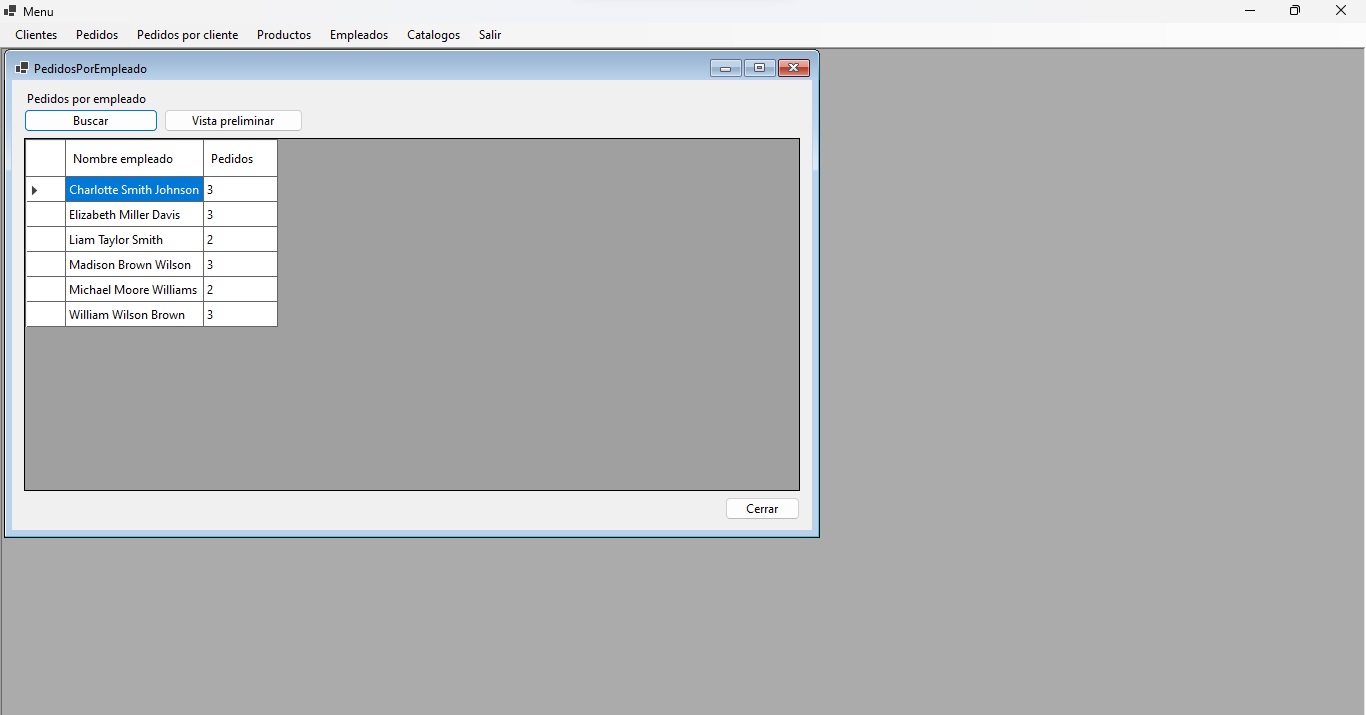 Menu
Clientes Pedidos Pedidos por cliente Productos Empleados Catalogos Salir
PedidosPorEmpleado
Pedidos por empleado
Buscar Vista preliminar
Nombre empleado Pedidos
Charlotte Smith Johnson 3
Elizabeth Miller Davis 3
Liam Taylor Smith 2
Madison Brown Wilson 3
Michael Moore Williams 2
William Wilson Brown 3
Cerrar